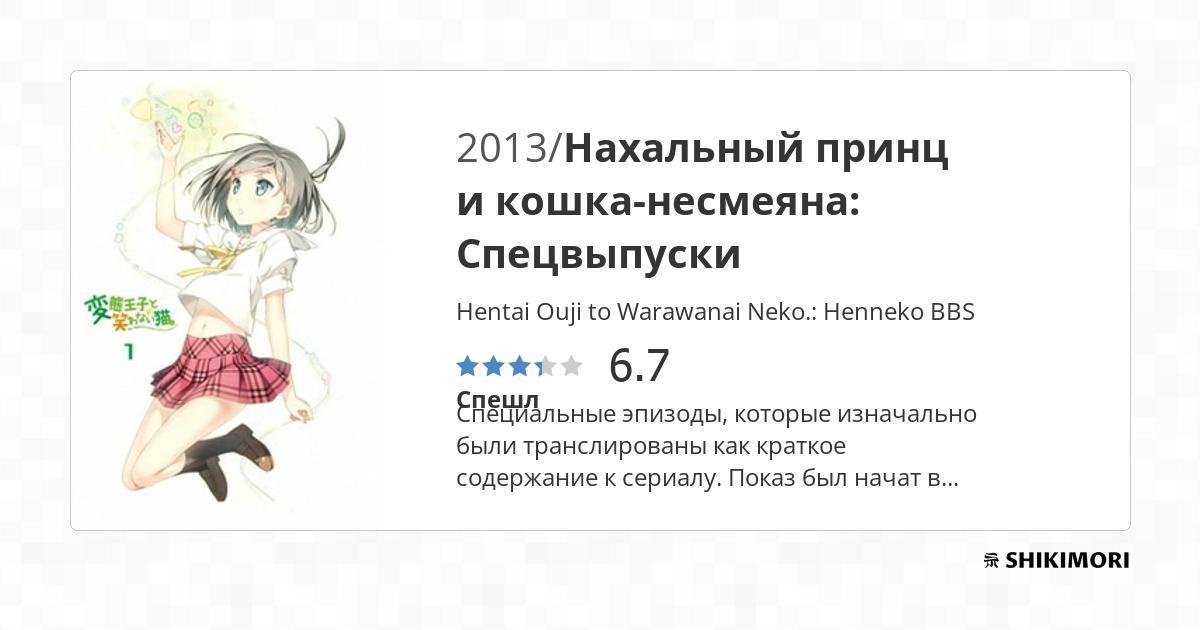 変態王子と
笑わない猫。
1
2013/Нахальный принц
и кошка-несмеяна:
Спецвыпуски
Hentai Ouji to Warawanai Neko.: Henneko BBS
6.7
Спешл
Специальные эпизоды, которые изначально
были транслированы как краткое
содержание к сериалу. Показ был начат в...
SHIKIMORI